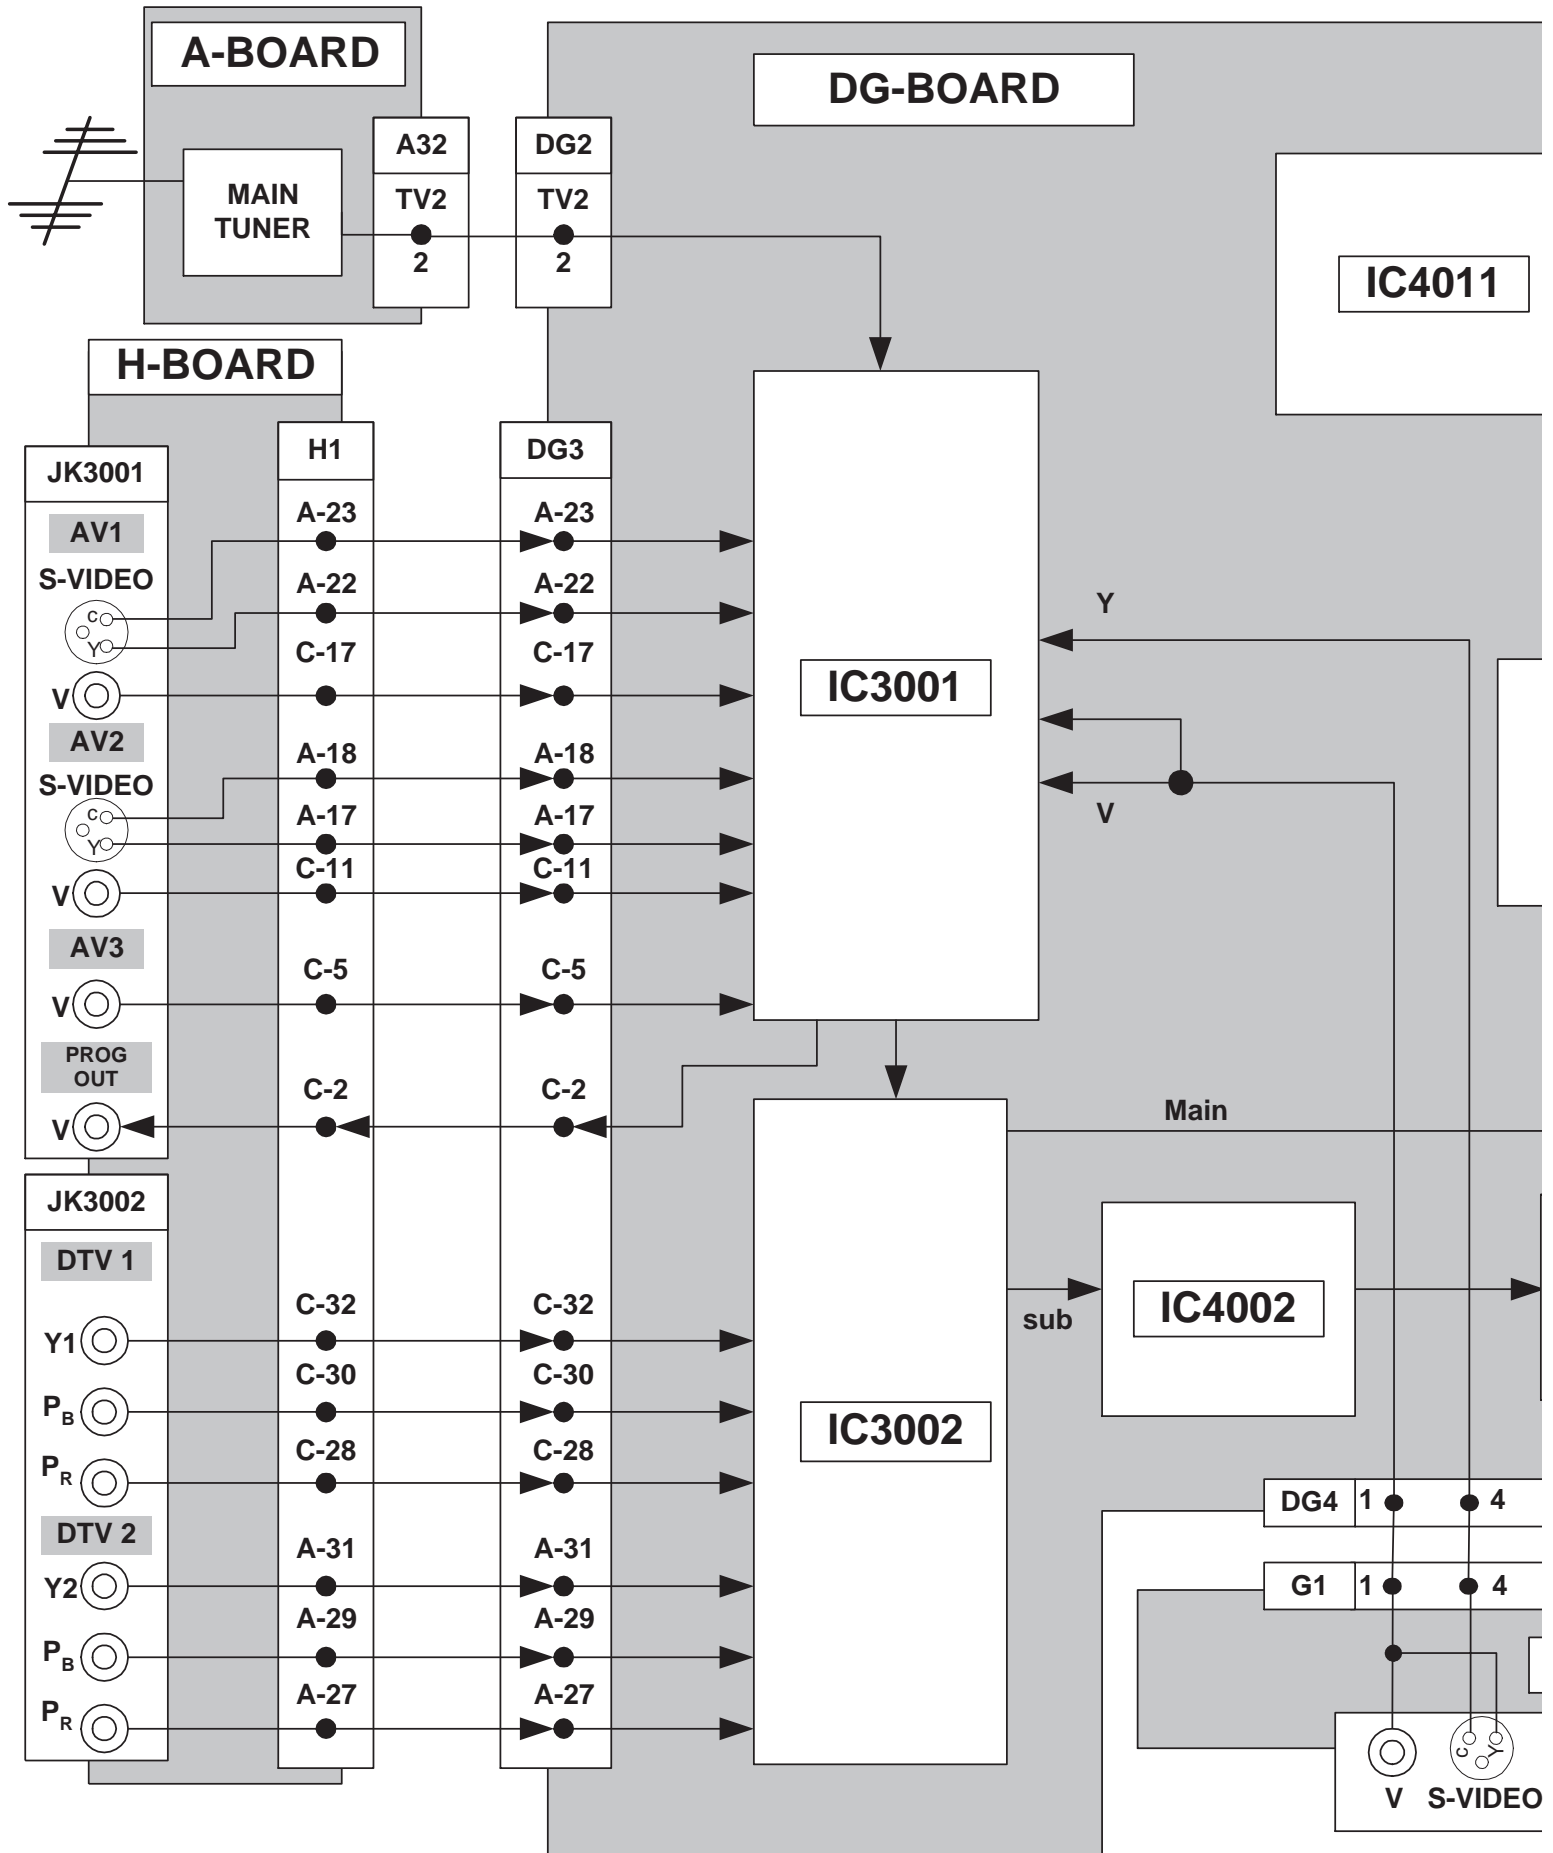 A-BOARD
DG-BOARD
A32
DG2
MAIN
TUNER
TV2
TV2
2
2
IC4011
H-BOARD
H1
DG3
JK3001
AV1
A-23
A-23
S-VIDEO
A-22
A-22
C
Y
C-17
C-17
V
Y
IC3001
AV2
A-18
A-18
S-VIDEO
C
Y
A-17
A-17
V
C-11
C-11
V
AV3
C-5
C-5
V
PROG
OUT
C-2
C-2
V
Main
JK3002
DTV 1
C-32
C-32
Y1
sub
IC4002
C-30
C-30
PB
IC3002
C-28
C-28
PR
DG4
1
4
DTV 2
A-31
A-31
Y2
G1
1
4
A-29
A-29
PB
A-27
A-27
PR
C
Y
V
S-VIDEO